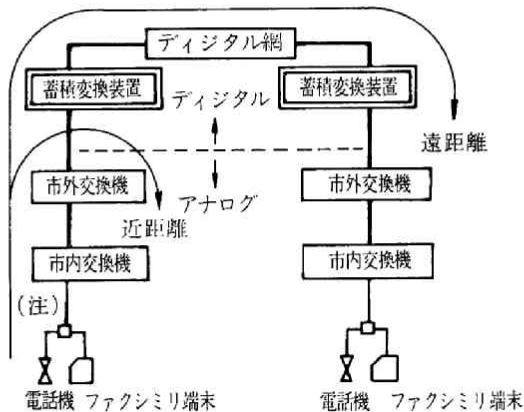 ディジタル網
蓄積変換装置
蓄積変換装置
ディジタル
遠距離
市外交換機
市外交換機
アナログ
近距離
市内交換機
市内交換機
(注)
電話機 ファクシミリ端末
電話機 ファクシミリ端末